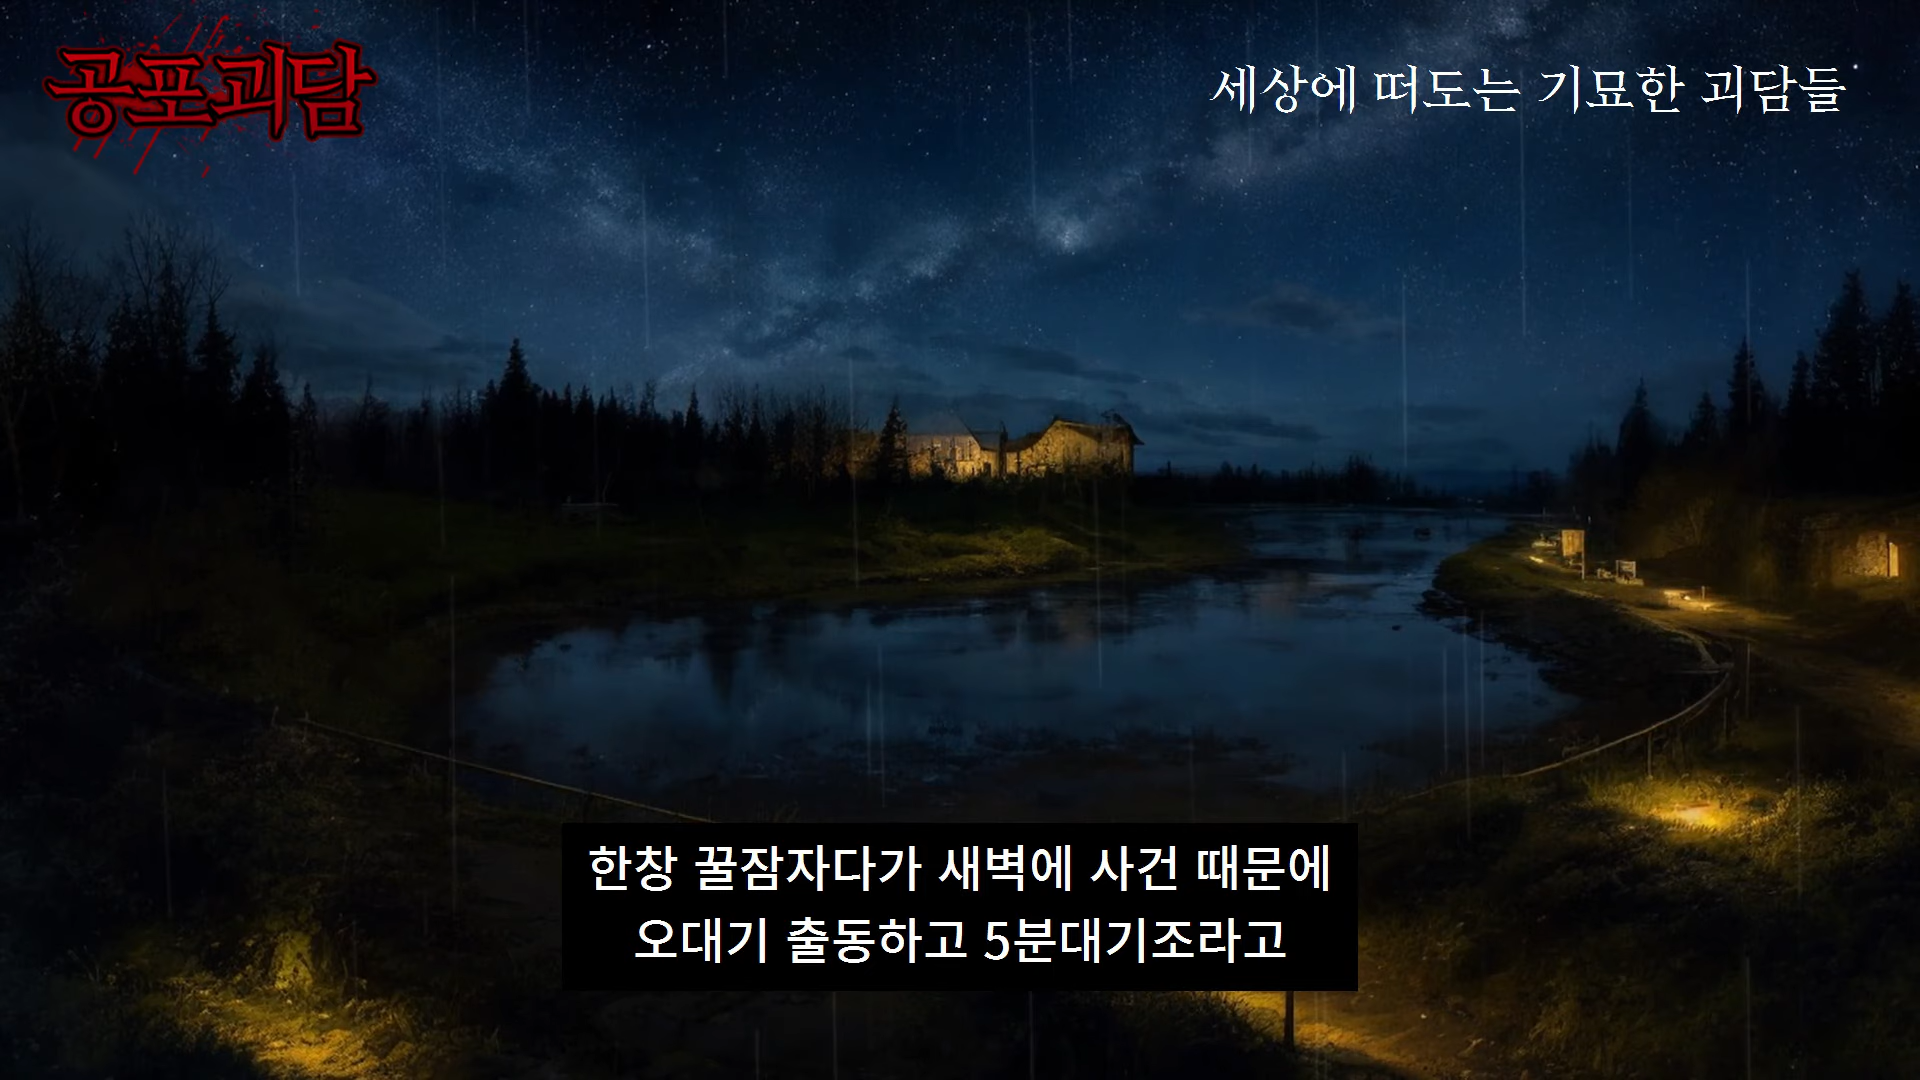 공포괴담
세상에 떠도는 기묘한 괴담들
한창 꿀잠자다가 새벽에 사건 때문에
오대기 출동하고 5분대기조라고